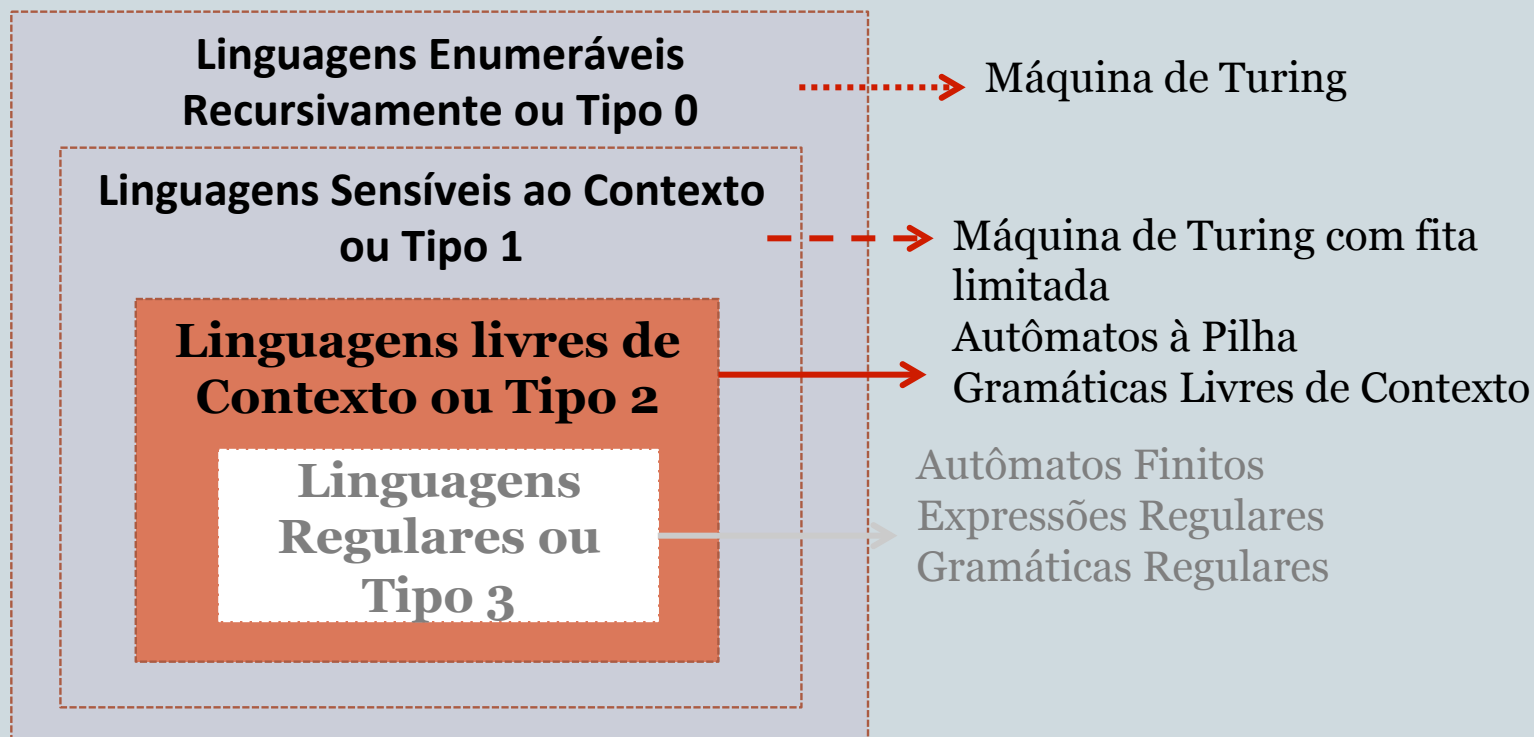 Linguagens Enumeráveis
Recursivamente ou Tipo 0
Máquina de Turing
Linguagens Sensíveis ao Contexto
ou Tipo 1
Máquina de Turing com fita
limitada
Linguagens livres de
Contexto ou Tipo 2
Autômatos à Pilha
Gramáticas Livres de Contexto
Linguagens
Regulares ou
Tipo 3
Autômatos Finitos
Expressões Regulares
Gramáticas Regulares